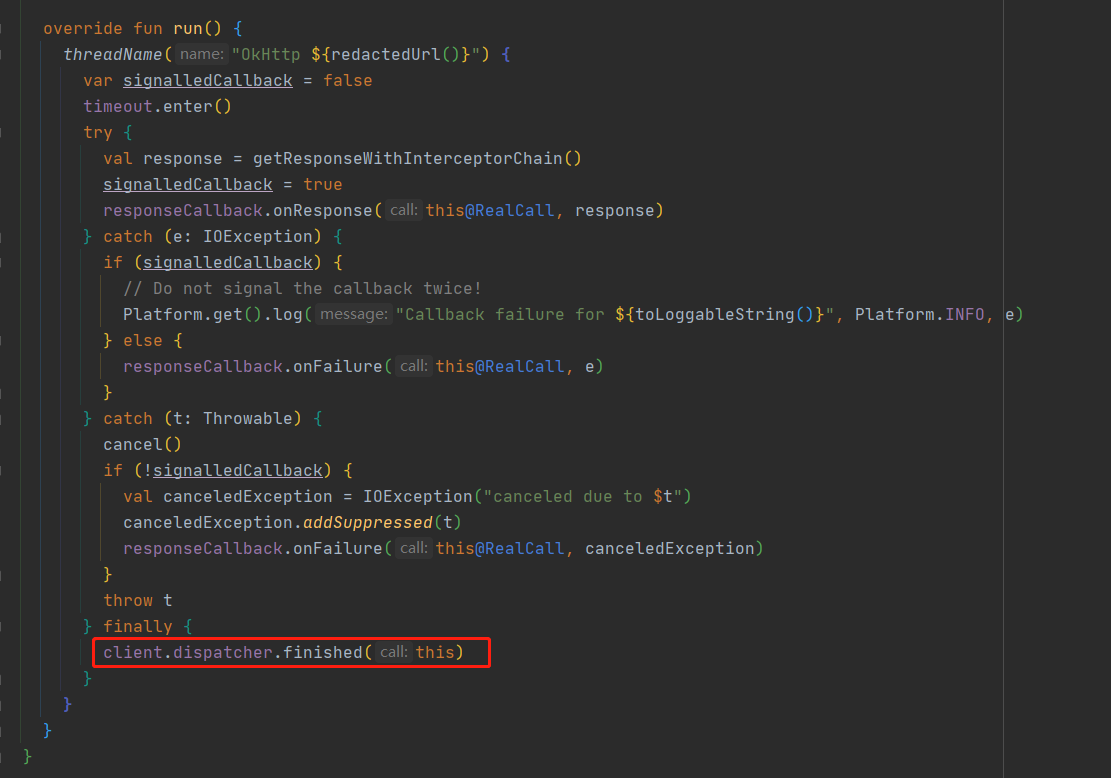 override fun run() {
threadName( name: "OkHttp ${redactedUrl()}") {
var signalledCallback = false
timeout.enter()
try {
val response = getResponseWithInterceptorChain()
signalledCallback = true
responseCallback.onResponse( call: this@RealCall, response)
} catch (e: IOException) {
if (signalledCallback) {
// Do not signal the callback twice!
Platform.get().log( message: "Callback failure for ${toLoggableString()}", Platform.INFO, e)
} else {
responseCallback.onFailure( call: this@RealCall, e)
}
} catch (t: Throwable) {
cancel()
if (!signalledCallback) {
val canceledException = IOException("canceled due to $t")
canceledException.addSuppressed(t)
responseCallback.onFailure( call: this@RealCall, canceledException)
}
throw t
} finally {
client.dispatcher.finished( call: this)
}
}
}
}